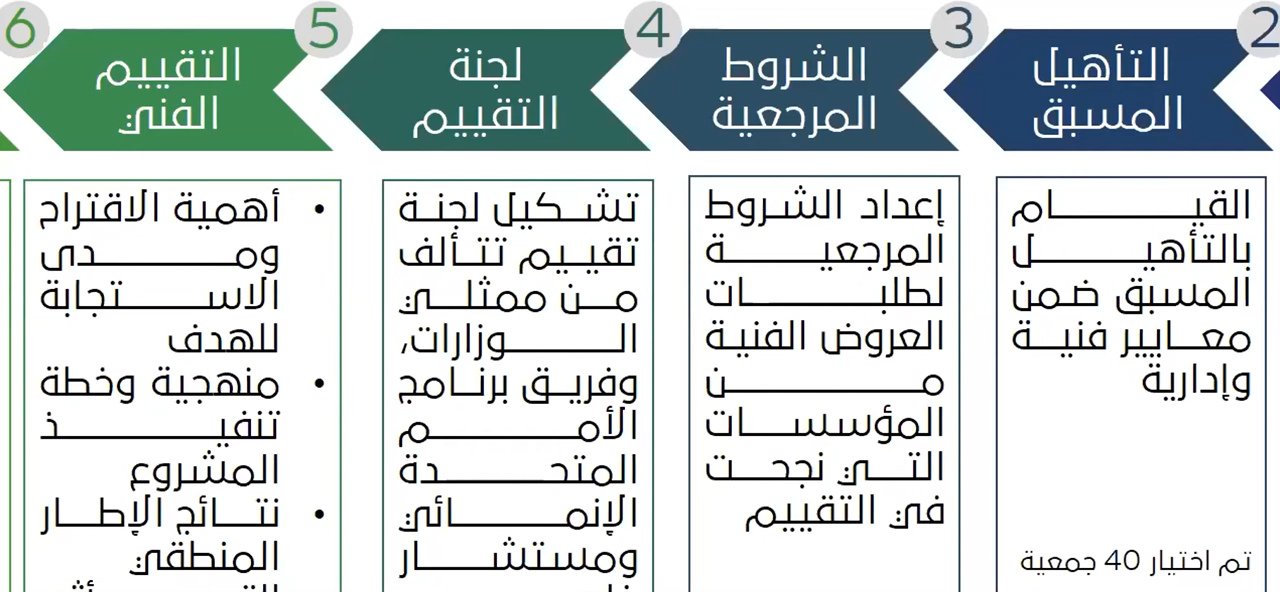 2
التأهيل
المسبق
القيام
بالتأهيل
المسبق ضمن
معايير فنية
وإدارية
تم اختيار 40 جمعية
3
الشروط
المرجعية
إعداد الشروط
المرجعية
لطلبات
العروض الفنية
من
المؤسسات
التي نجحت
في التقييم
4
لجنة
التقييم
تشكيل لجنة
تقييم تتألف
من ممثلي
الوزارات،
وفريق برنامج
الأمم
المتحدة
الإنمائي
ومستشار
5
التقييم
الفني
• أهمية الاقتراح
ومدى
الاستجابة
للهدف
• منهجية وخطة
تنفيذ
المشروع
• نتائج الإطار
المنطقي
6